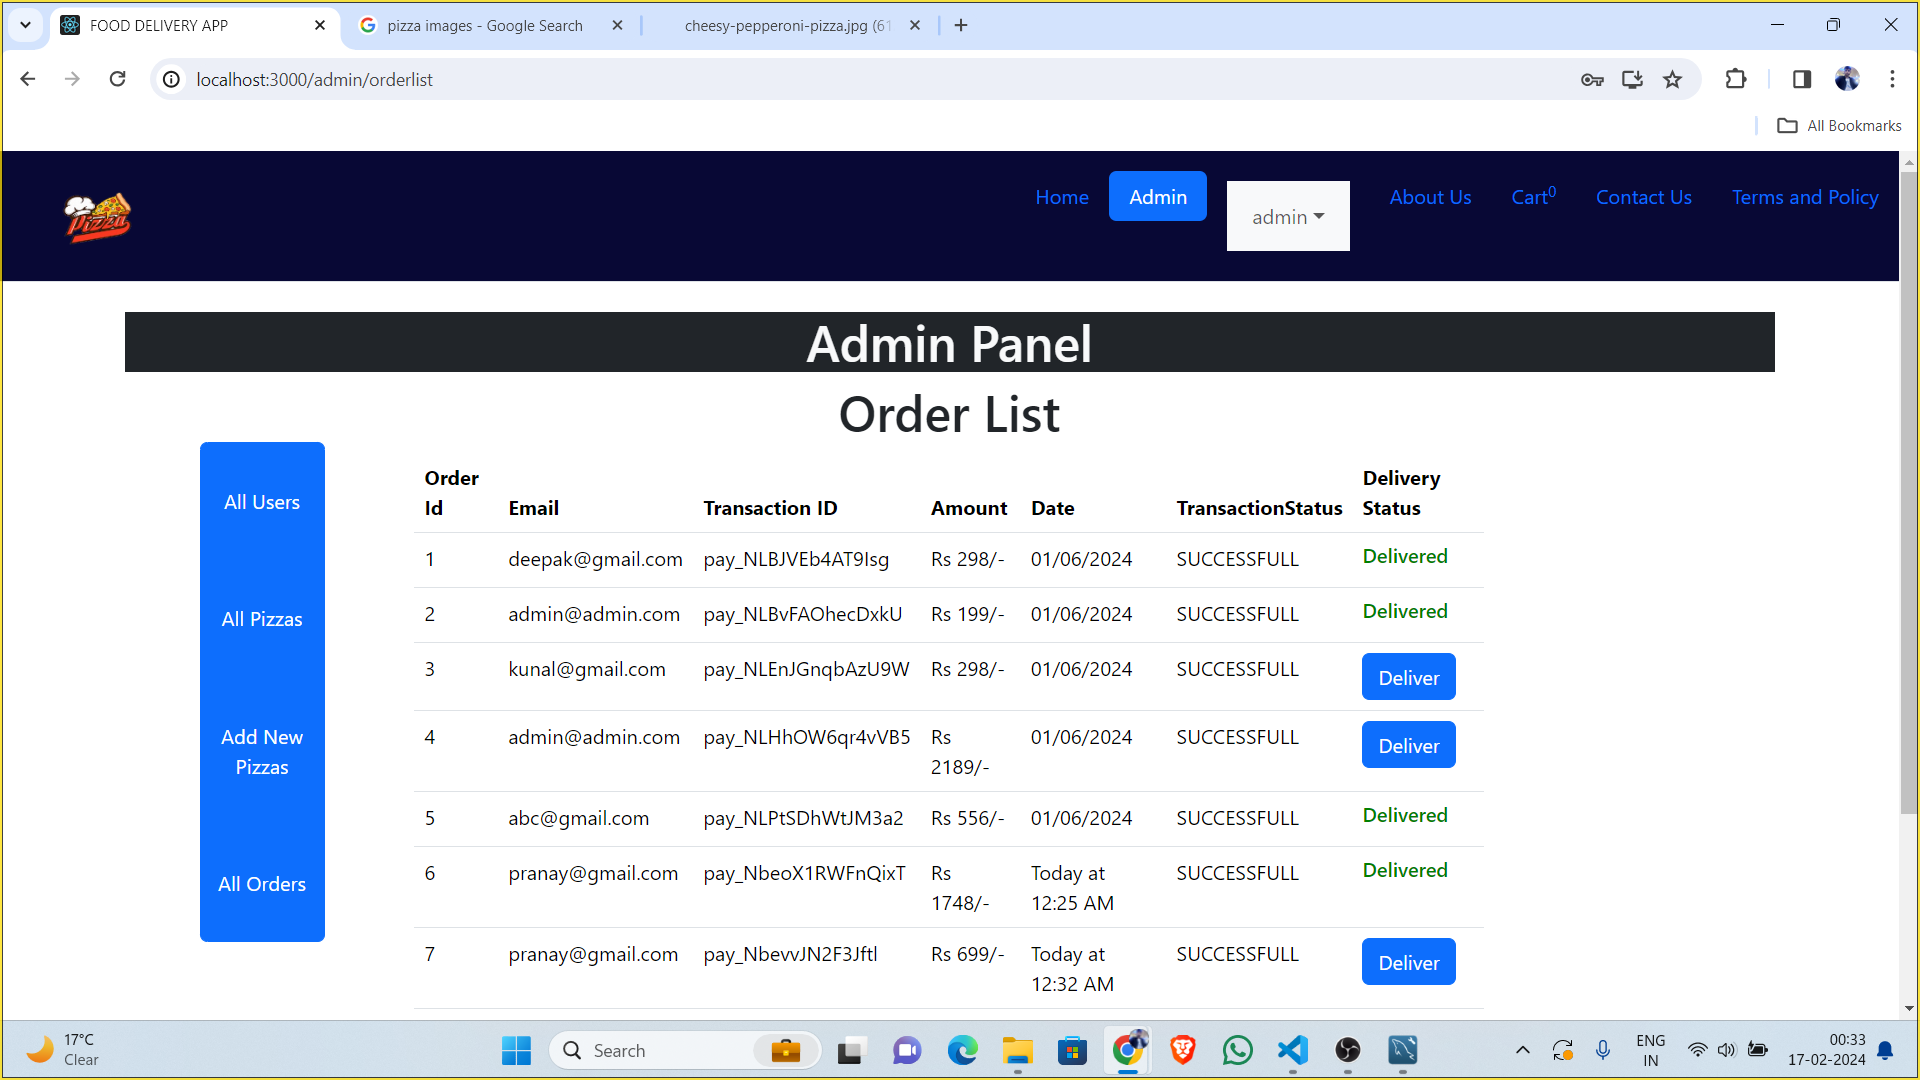 FOOD DELIVERY APP
pizza images - Google Search
cheesy-pepperoni-pizza.jpg (61
localhost:3000/admin/orderlist
All Bookmarks
Pizza
Home
Admin
admin
About Us
Cart0
Contact Us
Terms and Policy
Admin Panel
Order List
All Users
All Pizzas
Add New
Pizzas
All Orders
Order Id Email Transaction ID Amount Date TransactionStatus Delivery Status
1 deepak@gmail.com pay_NLBJVEb4AT9Isg Rs 298/- 01/06/2024 SUCCESSFULL Delivered
2 admin@admin.com pay_NLBvFAOhecDxkU Rs 199/- 01/06/2024 SUCCESSFULL Delivered
3 kunal@gmail.com pay_NLEnJGnqbAzU9W Rs 298/- 01/06/2024 SUCCESSFULL Deliver
4 admin@admin.com pay_NLHhOW6qr4vVB5 Rs 2189/- 01/06/2024 SUCCESSFULL Deliver
5 abc@gmail.com pay_NLPtSDhWtJM3a2 Rs 556/- 01/06/2024 SUCCESSFULL Delivered
6 pranay@gmail.com pay_NbeoX1RWFnQixT Rs 1748/- Today at 12:25 AM SUCCESSFULL Delivered
7 pranay@gmail.com pay_NbevvJN2F3Jftl Rs 699/- Today at 12:32 AM SUCCESSFULL Deliver
17°C
Clear
Search
ENG
IN
00:33
17-02-2024